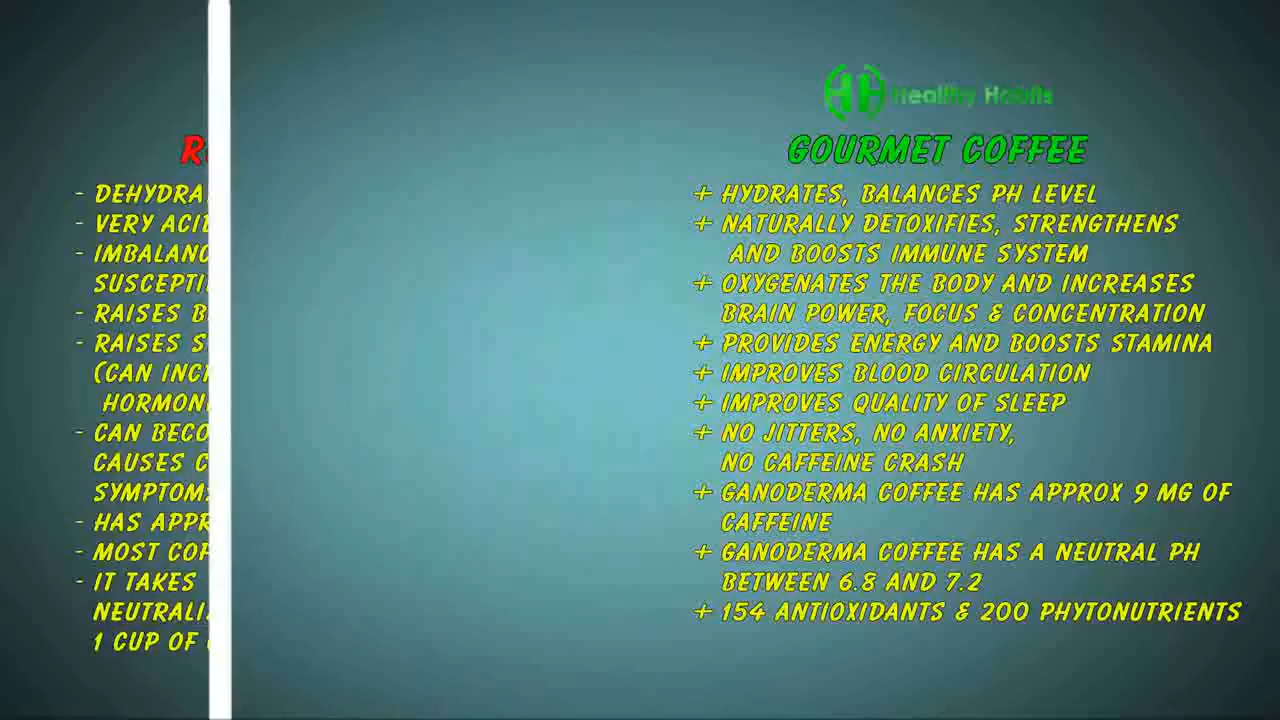 Healthy Habits
GOURMET COFFEE
- DEHYDRA
- VERY ACID
- IMBALANC
SUSCEPTI
- RAISES B
- RAISES S
(CAN INCR
HORMON
- CAN BECO
CAUSES C
SYMPTOMS
- HAS APPR
- MOST COF
- IT TAKES
NEUTRALI
1 CUP OF
+ HYDRATES, BALANCES PH LEVEL
+ NATURALLY DETOXIFIES, STRENGTHENS
AND BOOSTS IMMUNE SYSTEM
+ OXYGENATES THE BODY AND INCREASES
BRAIN POWER, FOCUS & CONCENTRATION
+ PROVIDES ENERGY AND BOOSTS STAMINA
+ IMPROVES BLOOD CIRCULATION
+ IMPROVES QUALITY OF SLEEP
+ NO JITTERS, NO ANXIETY,
NO CAFFEINE CRASH
+ GANODERMA COFFEE HAS APPROX 9 MG OF
CAFFEINE
+ GANODERMA COFFEE HAS A NEUTRAL PH
BETWEEN 6.8 AND 7.2
+ 154 ANTIOXIDANTS & 200 PHYTONUTRIENTS